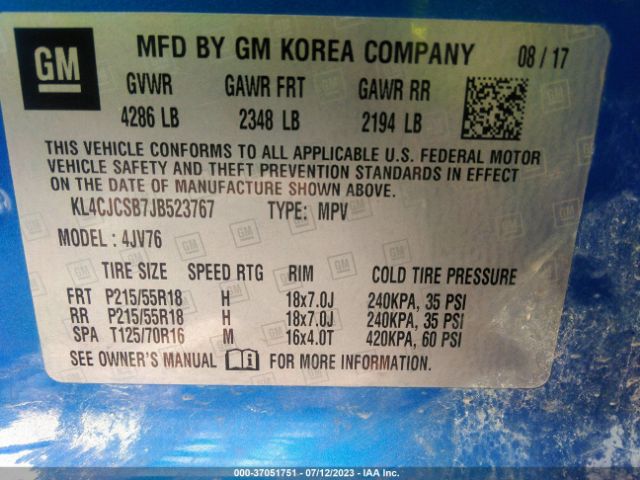 GM
MFD BY GM KOREA COMPANY 08 / 17
GVWR GAWR FRT GAWR RR
4286 LB 2348 LB 2194 LB
THIS VEHICLE CONFORMS TO ALL APPLICABLE U.S. FEDERAL MOTOR
VEHICLE SAFETY AND THEFT PREVENTION STANDARDS IN EFFECT
ON THE DATE OF MANUFACTURE SHOWN ABOVE.
KL4CJCSB7JB523767 TYPE: MPV
MODEL: 4JV76
TIRE SIZE SPEED RTG RIM COLD TIRE PRESSURE
FRT P215/55R18 H 18x7.0J 240KPA, 35 PSI
RR P215/55R18 H 18x7.0J 240KPA, 35 PSI
SPA T125/70R16 M 16x4.0T 420KPA, 60 PSI
SEE OWNER'S MANUAL FOR MORE INFORMATION.
000-37051751 - 07/12/2023 - IAA Inc.